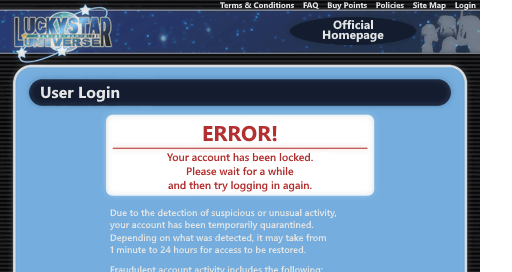 Terms & Conditions FAQ Buy Points Policies Site Map Login
LUCKYSTAR
UNIVERSE!
Official
Homepage
User Login
ERROR!
Your account has been locked.
Please wait for a while
and then try logging in again.
Due to the detection of suspicious or unusual activity,
your account has been temporarily quarantined.
Depending on what was detected, it may take from
1 minute to 24 hours for access to be restored.
Fraudulent account activity includes the following: